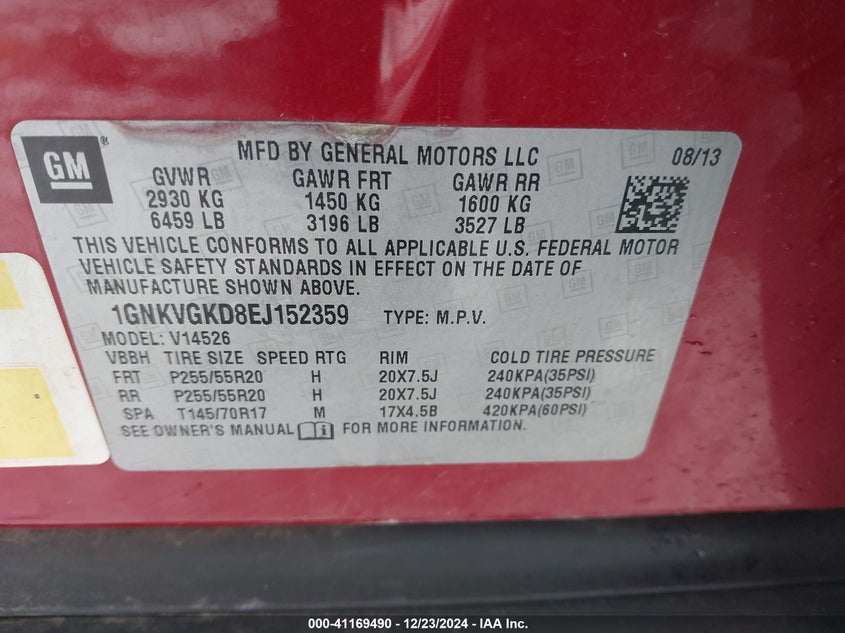 GM
MFD BY GENERAL MOTORS LLC 08/13
GVWR GAWR FRT GAWR RR
2930 KG 1450 KG 1600 KG
6459 LB 3196 LB 3527 LB
THIS VEHICLE CONFORMS TO ALL APPLICABLE U.S. FEDERAL MOTOR
VEHICLE SAFETY STANDARDS IN EFFECT ON THE DATE OF
MANUFACTURE SHOWN ABOVE.
1GNKVGKD8EJ152359 TYPE: M.P.V.
MODEL: V14526
VBBH TIRE SIZE SPEED RTG RIM COLD TIRE PRESSURE
FRT P255/55R20 H 20X7.5J 240KPA(35PSI)
RR P255/55R20 H 20X7.5J 240KPA(35PSI)
SPA T145/70R17 M 17X4.5B 420KPA(60PSI)
SEE OWNER'S MANUAL FOR MORE INFORMATION.
000-41169490 - 12/23/2024 - IAA Inc.